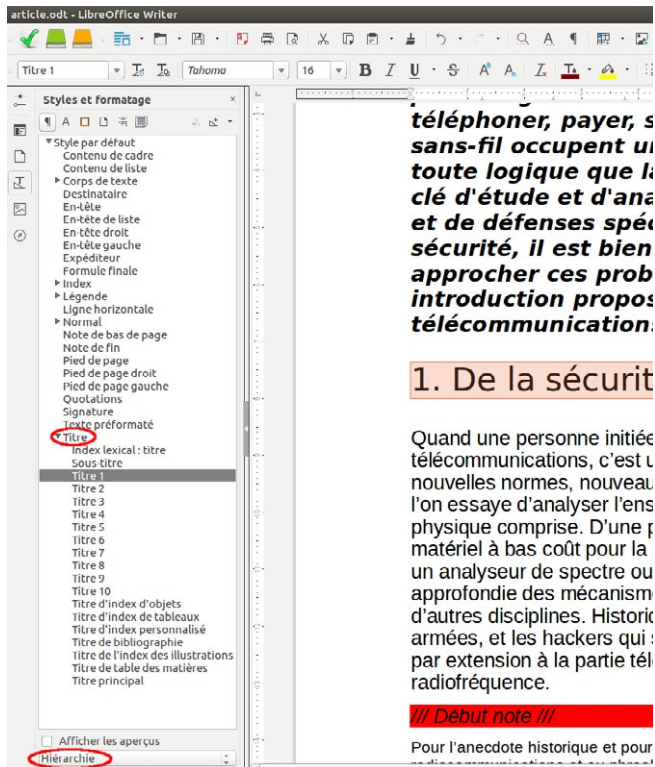 article.odt - LibreOffice Writer
Titre 1 Tahoma 16
Styles et formatage
Style par défaut
Contenu de cadre
Contenu de liste
Corps de texte
Destinataire
En-tête
En-tête de liste
En-tête droit
En-tête gauche
Expéditeur
Formule finale
Index
Légende
Ligne horizontale
Normal
Note de bas de page
Note de fin
Pied de page
Pied de page droit
Pied de page gauche
Quotations
Signature
Texte préformaté
Titre
Index lexical : titre
Sous-titre
Titre 1
Titre 2
Titre 3
Titre 4
Titre 5
Titre 6
Titre 7
Titre 8
Titre 9
Titre 10
Titre d'index d'objets
Titre d'index de tableaux
Titre d'index personnalisé
Titre de bibliographie
Titre de l'index des illustrations
Titre de table des matières
Titre principal
Afficher les aperçus
Hiérarchie
téléphoner, payer, s
sans-fil occupent u
toute logique que l
clé d'étude et d'ana
et de défenses spéc
sécurité, il est bien
approcher ces prob
introduction propos
télécommunication
1. De la sécurit
Quand une personne initiée
télécommunications, c'est u
nouvelles normes, nouveau
l'on essaye d'analyser l'ens
physique comprise. D'une p
matériel à bas coût pour la
un analyseur de spectre ou
approfondie des mécanism
d'autres disciplines. Historic
armées, et les hackers qui
par extension à la partie tél
radiofréquence.
/// Début note ///
Pour l'anecdote historique et pour